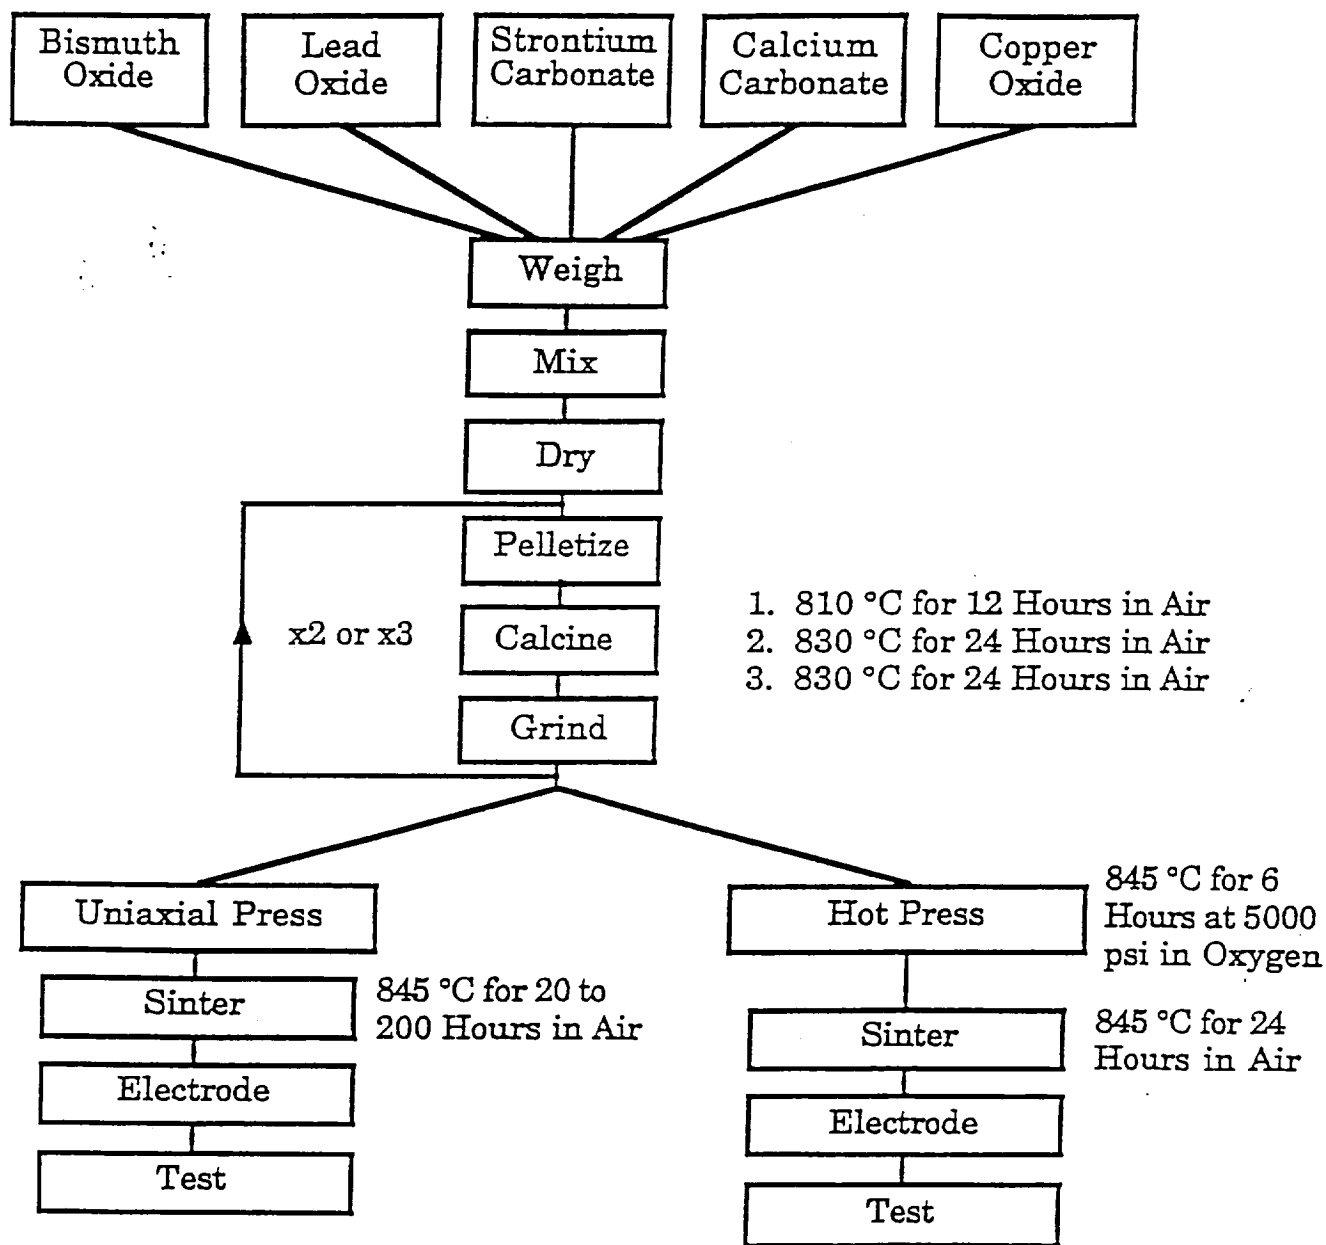 Bismuth
Oxide
Lead
Oxide
Strontium
Carbonate
Calcium
Carbonate
Copper
Oxide
Weigh
Mix
Dry
Pelletize
x2 or x3
Calcine
Grind
1. 810 °C for 12 Hours in Air
2. 830 °C for 24 Hours in Air
3. 830 °C for 24 Hours in Air
Uniaxial Press
Sinter
845 °C for 20 to
200 Hours in Air
Electrode
Test
Hot Press
845 °C for 6
Hours at 5000
psi in Oxygen
Sinter
845 °C for 24
Hours in Air
Electrode
Test